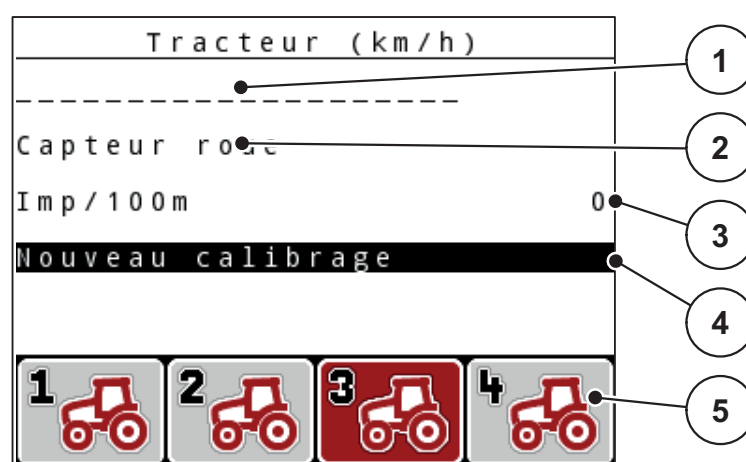 Tracteur (km/h)
1
--------------------
Capteur roue
2
Imp/100m 0
3
Nouveau calibrage
4
1 2 3 4
5